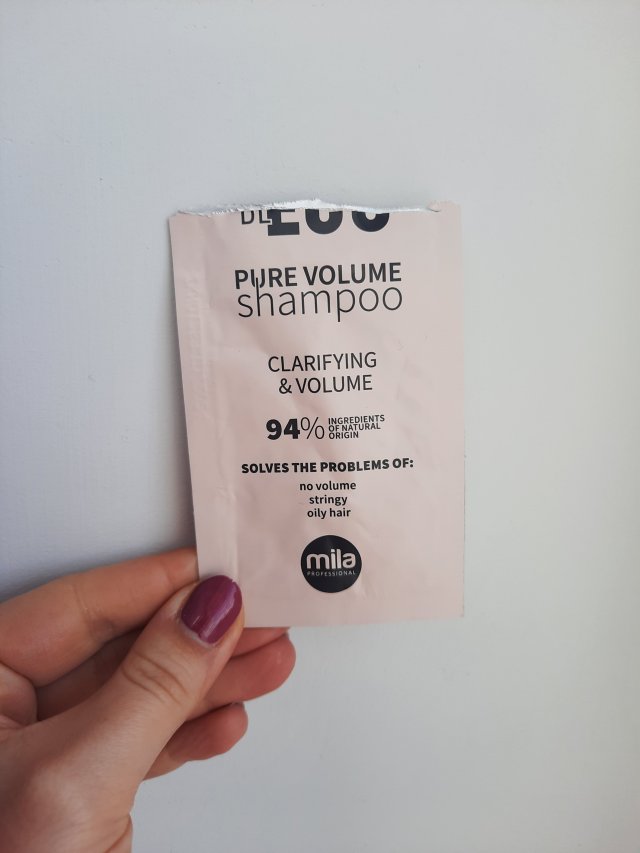 PURE VOLUME
shampoo
CLARIFYING
& VOLUME
94% INGREDIENTS
OF NATURAL
ORIGIN
SOLVES THE PROBLEMS OF:
no volume
stringy
oily hair
mila
PROFESSIONAL